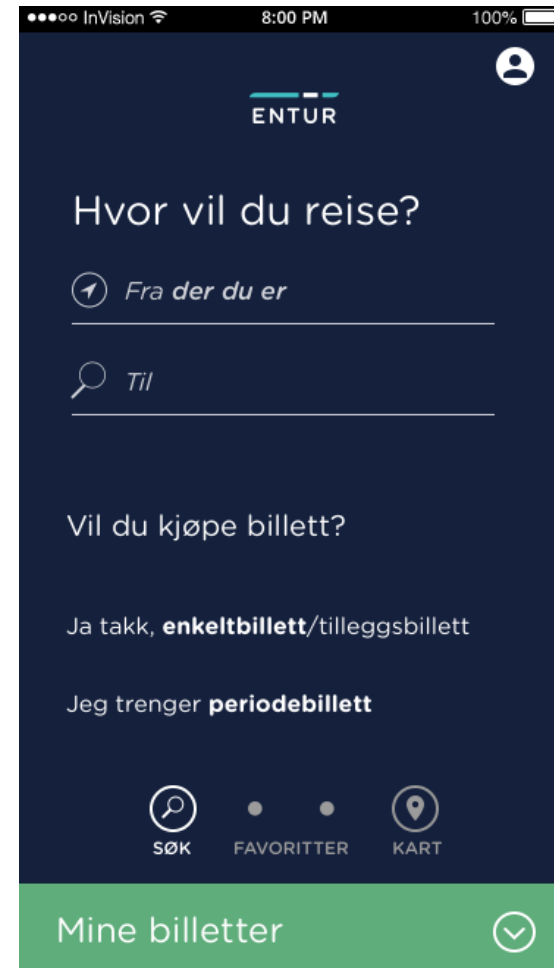 InVision 8:00 PM 100%
ENTUR
Hvor vil du reise?
Fra der du er
Til
Vil du kjøpe billett?
Ja takk, enkeltbillett/tilleggsbillett
Jeg trenger periodebillett
SØK FAVORITTER KART
Mine billetter